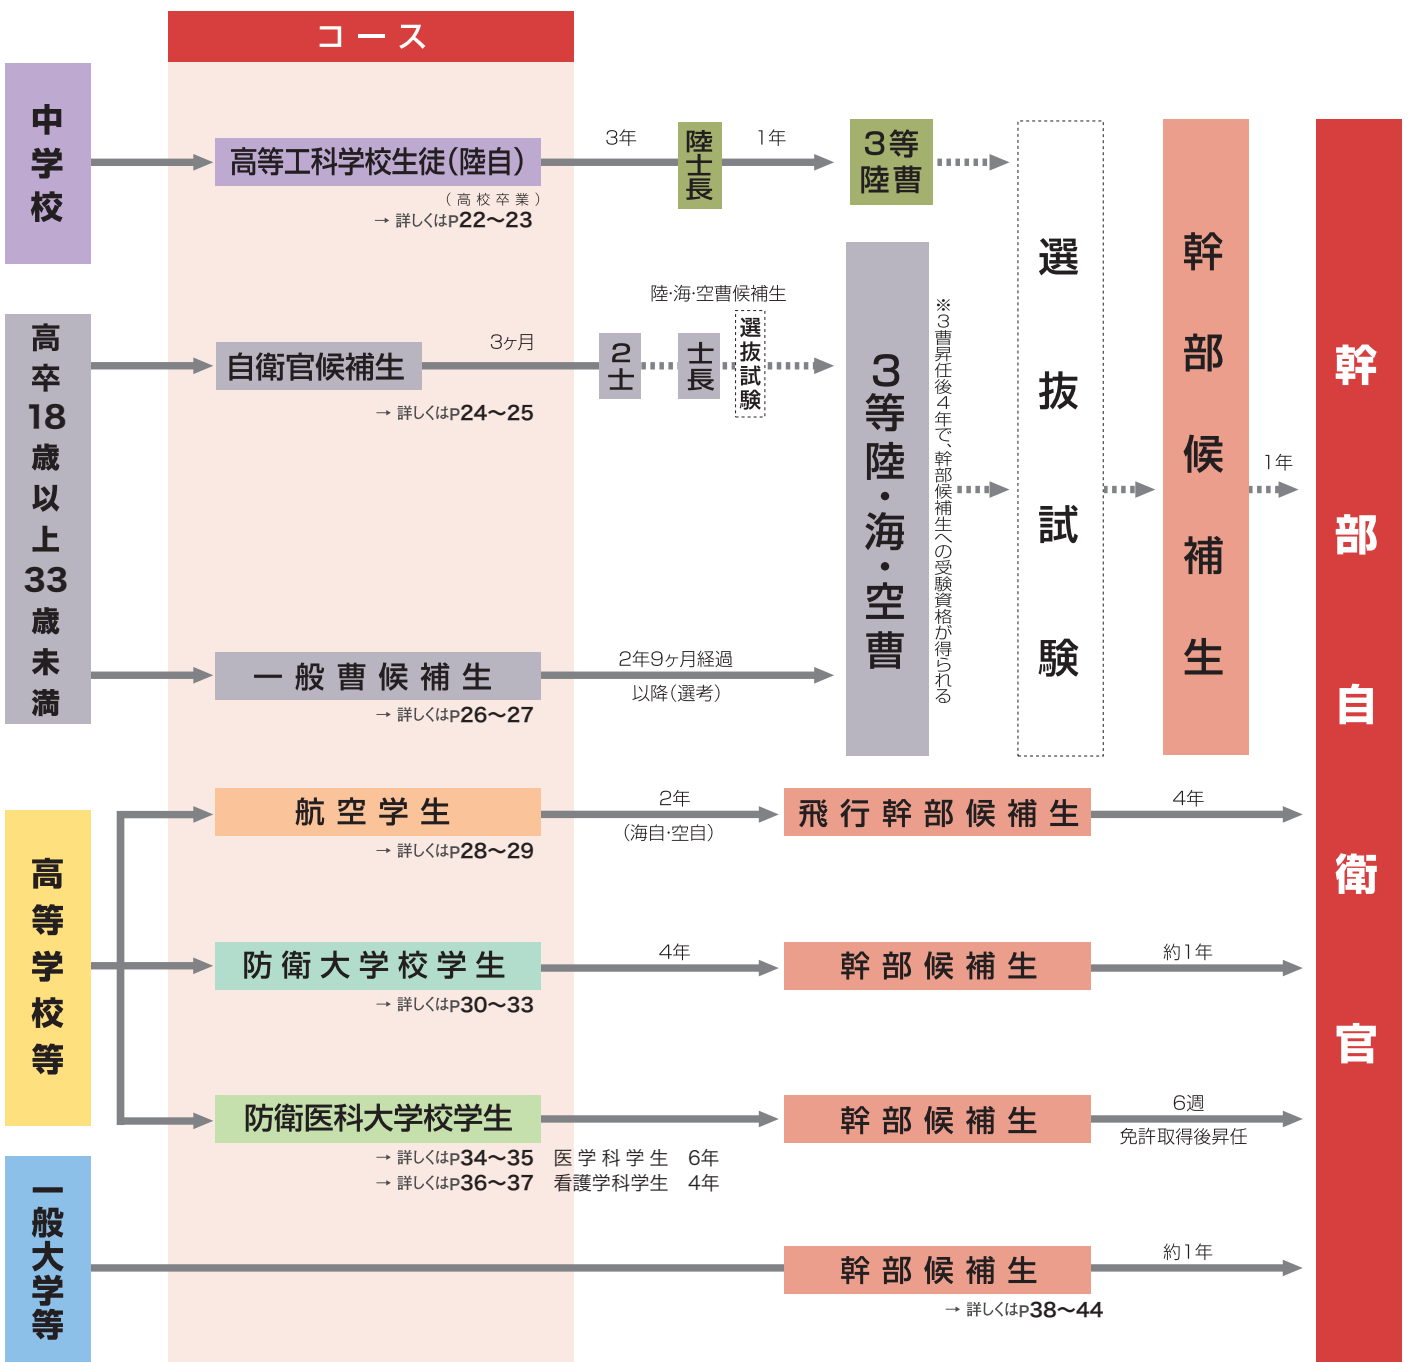 コース
中学校
高等工科学校生徒（陸自）
（高校卒業）
→ 詳しくはP22～23
3年
陸士長
1年
3等
陸曹
高卒18歳以上33歳未満
自衛官候補生
→ 詳しくはP24～25
3ヶ月
2士
士長
陸・海・空曹候補生
選抜試験
3等陸・海・空曹
※3曹昇任後4年で、幹部候補生への受験資格が得られる
選抜試験
幹部候補生
1年
幹部自衛官
一般曹候補生
→ 詳しくはP26～27
2年9ヶ月経過
以降（選考）
高等学校等
航空学生
→ 詳しくはP28～29
2年
（海自・空自）
飛行幹部候補生
4年
防衛大学校学生
→ 詳しくはP30～33
4年
幹部候補生
約1年
防衛医科大学校学生
→ 詳しくはP34～35 医学科学生 6年
→ 詳しくはP36～37 看護学科学生 4年
幹部候補生
6週
免許取得後昇任
一般大学等
幹部候補生
→ 詳しくはP38～44
約1年